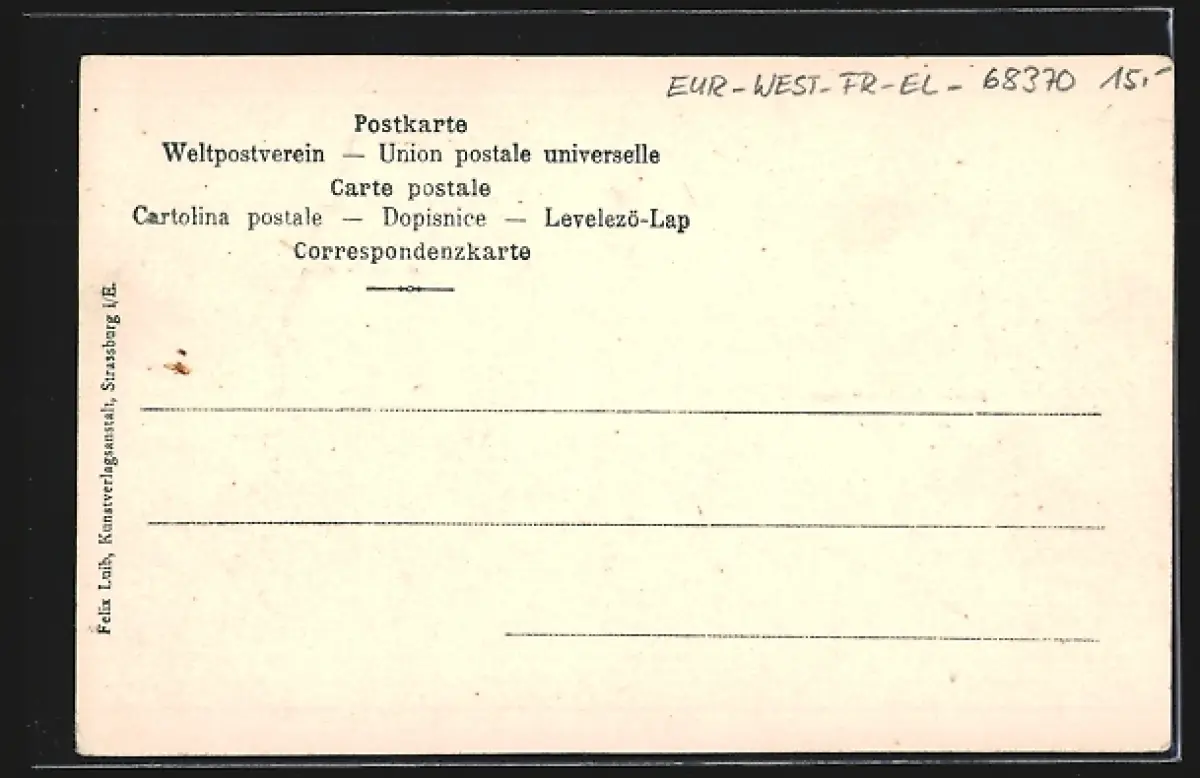 EUR-WEST-FR-EL- 68370 15,-
Postkarte
Weltpostverein — Union postale universelle
Carte postale
Cartolina postale — Dopisnice — Levelezö-Lap
Correspondenzkarte
Felix Luib, Kunstverlagsanstalt, Strassburg i/E.